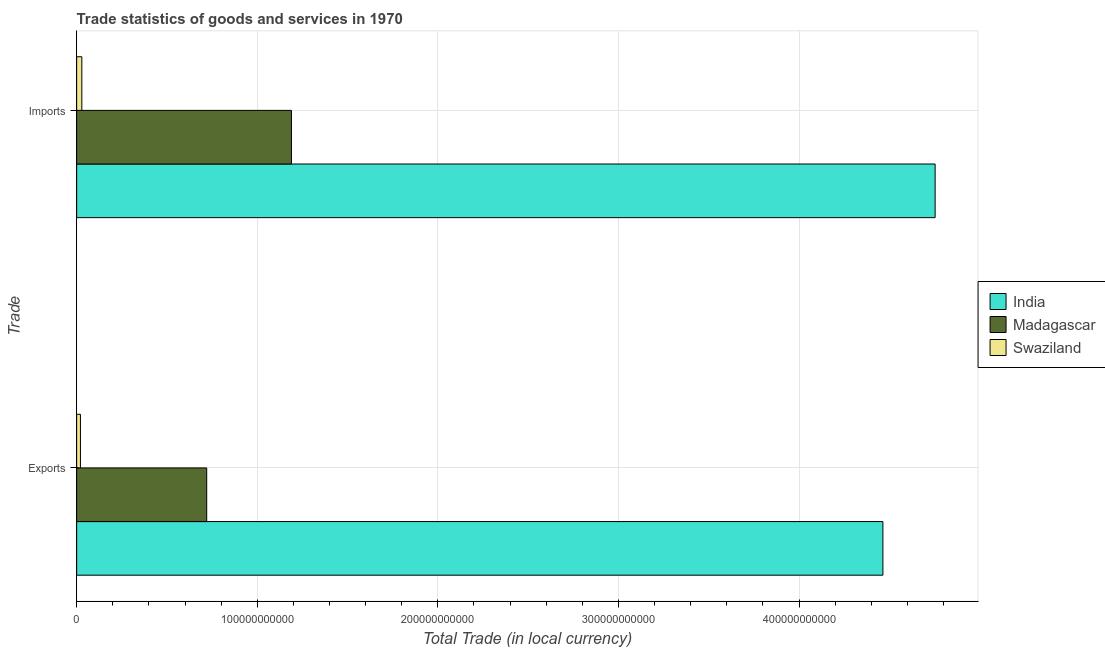 Trade statistics of goods and services in 1970
Imports
Exports
Trade
0
100000000000
200000000000
300000000000
400000000000
Total Trade (in local currency)
India
Madagascar
Swaziland